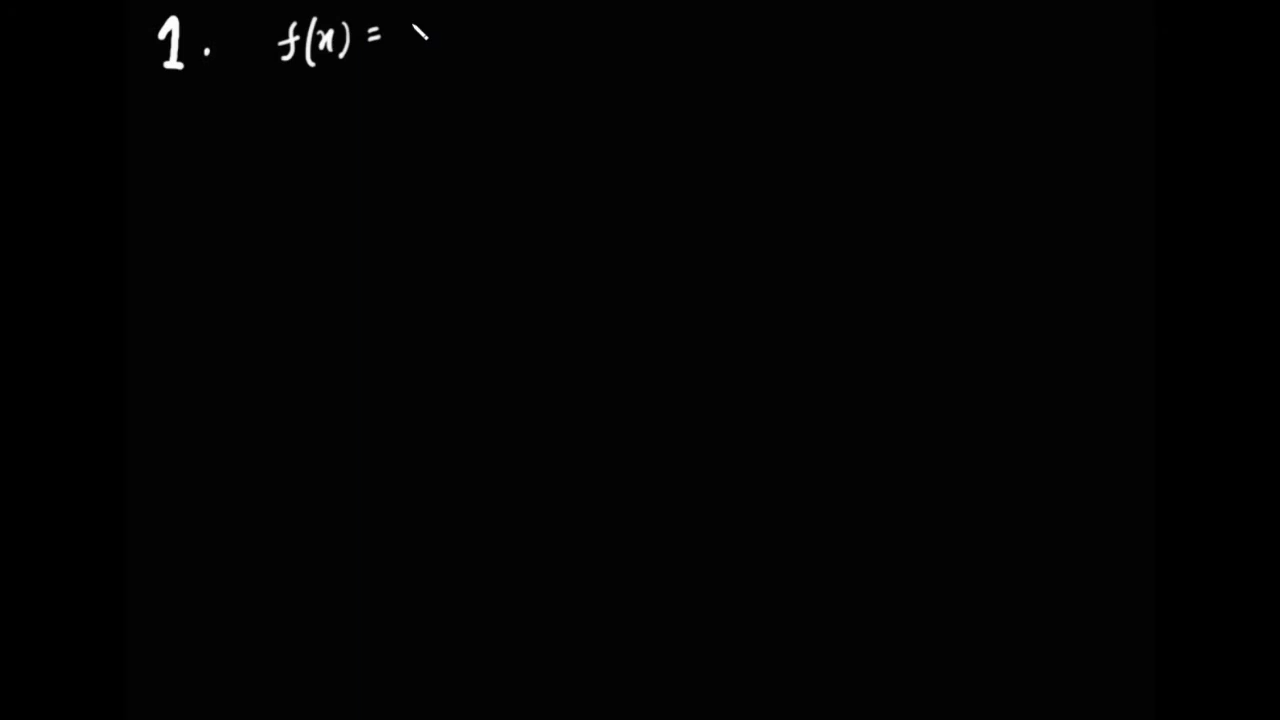 1. f(x) =